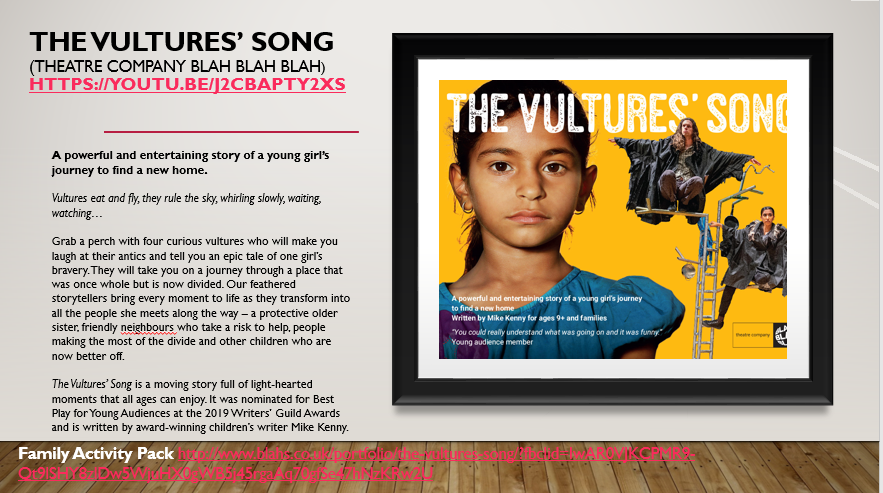 THE VULTURES' SONG
(THEATRE COMPANY BLAH BLAH BLAH)
HTTPS://YOUTU.BE/J2CBAPTY2XS
A powerful and entertaining story of a young girl's
journey to find a new home.
Vultures eat and fly, they rule the sky, whirling slowly, waiting,
watching…
Grab a perch with four curious vultures who will make you
laugh at their antics and tell you an epic tale of one girl's
bravery. They will take you on a journey through a place that
was once whole but is now divided. Our feathered
storytellers bring every moment to life as they transform into
all the people she meets along the way – a protective older
sister, friendly neighbours who take a risk to help, people
making the most of the divide and other children who are
now better off.
The Vultures' Song is a moving story full of light-hearted
moments that all ages can enjoy. It was nominated for Best
Play for Young Audiences at the 2019 Writers' Guild Awards
and is written by award-winning children's writer Mike Kenny.
THE VULTURES' SONG
A powerful and entertaining story of a young girl's journey
to find a new home
Written by Mike Kenny for ages 9+ and families
"You could really understand what was going on and it was funny."
Young audience member
theatre company
Family Activity Pack